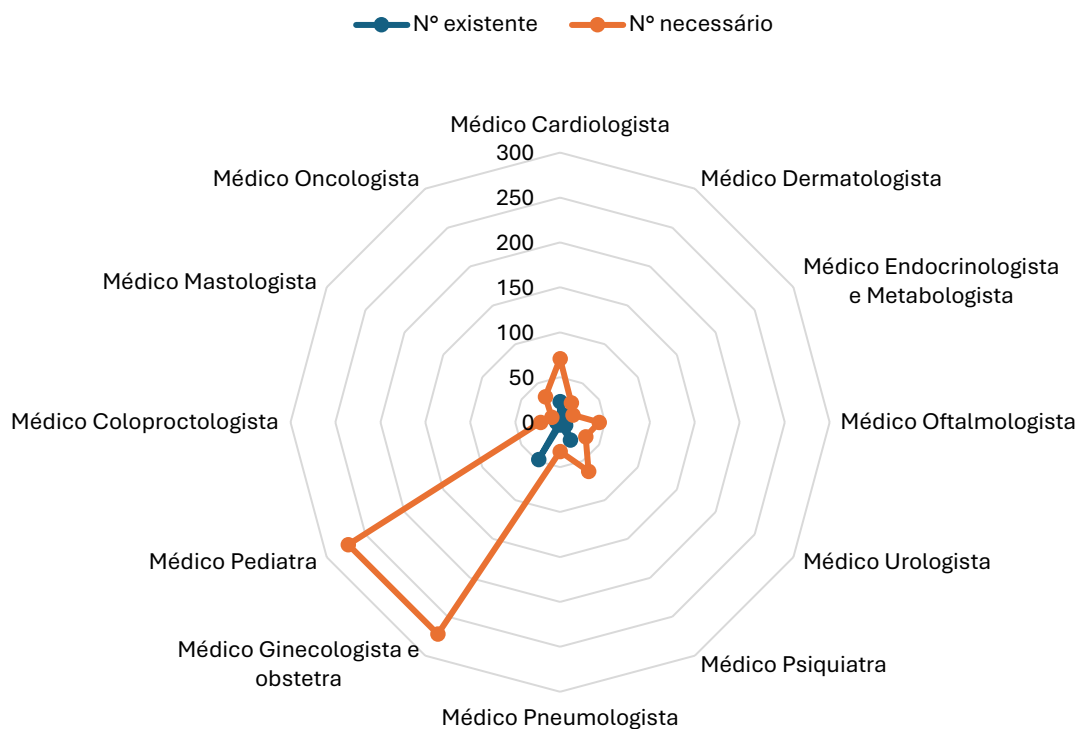 Nº existente
Nº necessário
Médico Cardiologista
300
250
200
150
100
50
0
Médico Dermatologista
Médico Endocrinologista
e Metabologista
Médico Oftalmologista
Médico Urologista
Médico Psiquiatra
Médico Pneumologista
Médico Ginecologista e
obstetra
Médico Pediatra
Médico Coloproctologista
Médico Mastologista
Médico Oncologista